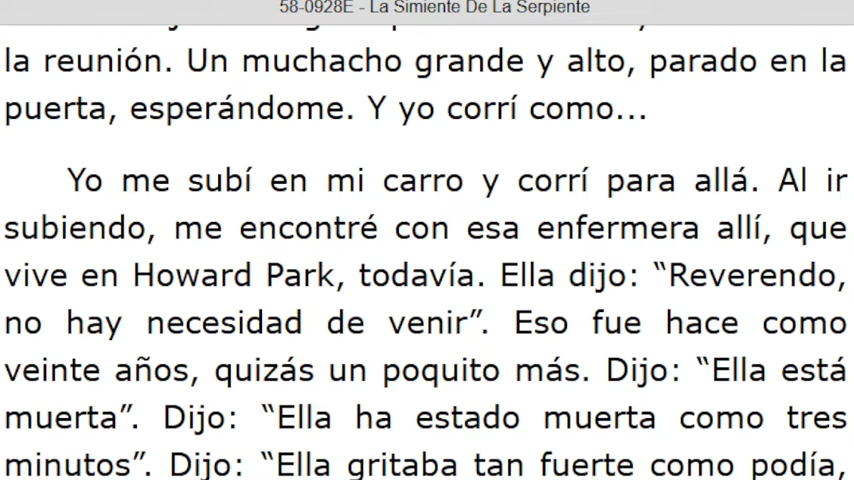 58-0928E - La Simiente De La Serpiente
la reunión. Un muchacho grande y alto, parado en la
puerta, esperándome. Y yo corrí como...
Yo me subí en mi carro y corrí para allá. Al ir
subiendo, me encontré con esa enfermera allí, que
vive en Howard Park, todavía. Ella dijo: “Reverendo,
no hay necesidad de venir”. Eso fue hace como
veinte años, quizás un poquito más. Dijo: “Ella está
muerta”. Dijo: “Ella ha estado muerta como tres
minutos”. Dijo: “Ella gritaba tan fuerte como podía,